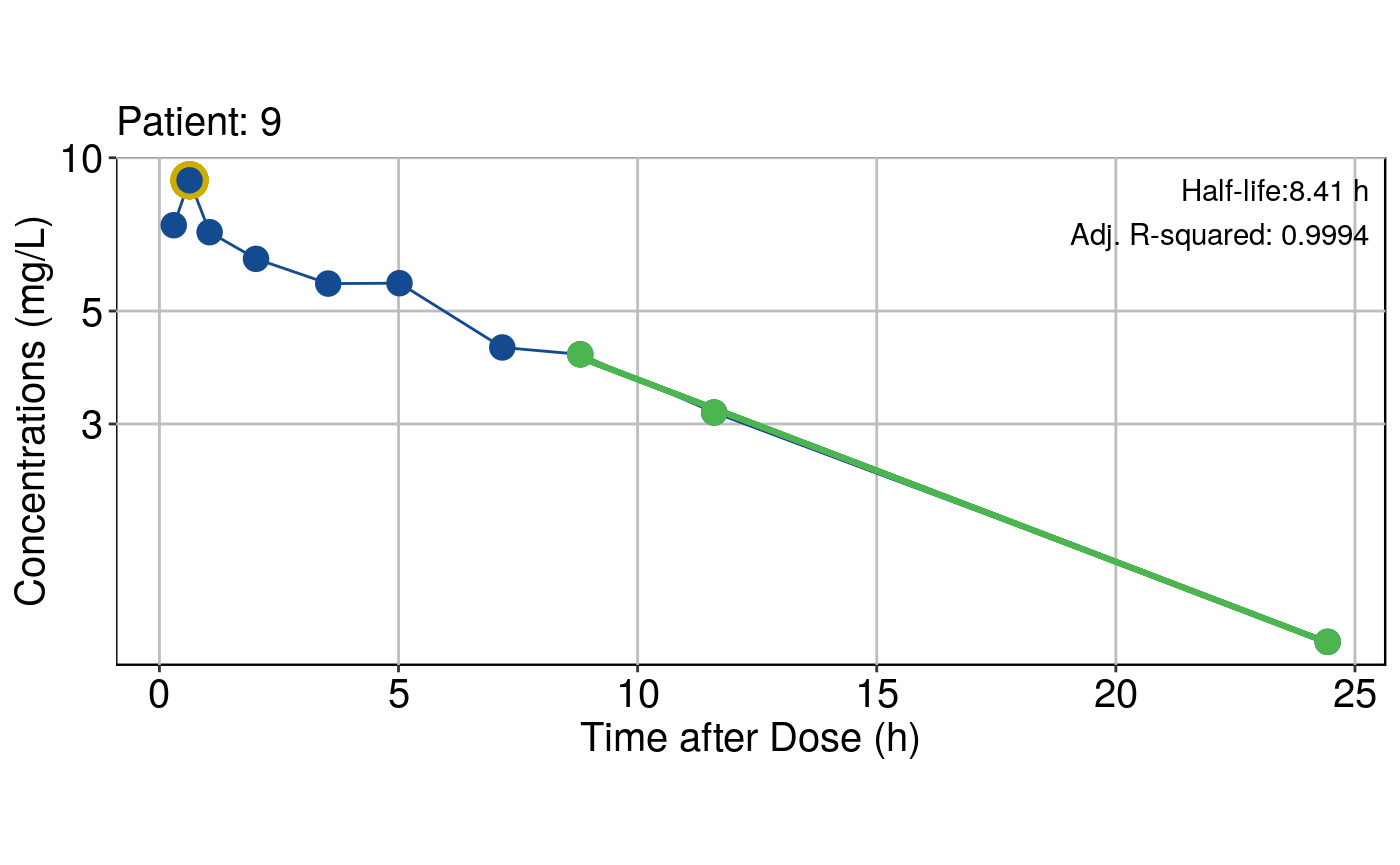 Patient: 9
10
5
3
Concentrations (mg/L)
Half-life:8.41 h
Adj. R-squared: 0.9994
0 5 10 15 20 25
Time after Dose (h)